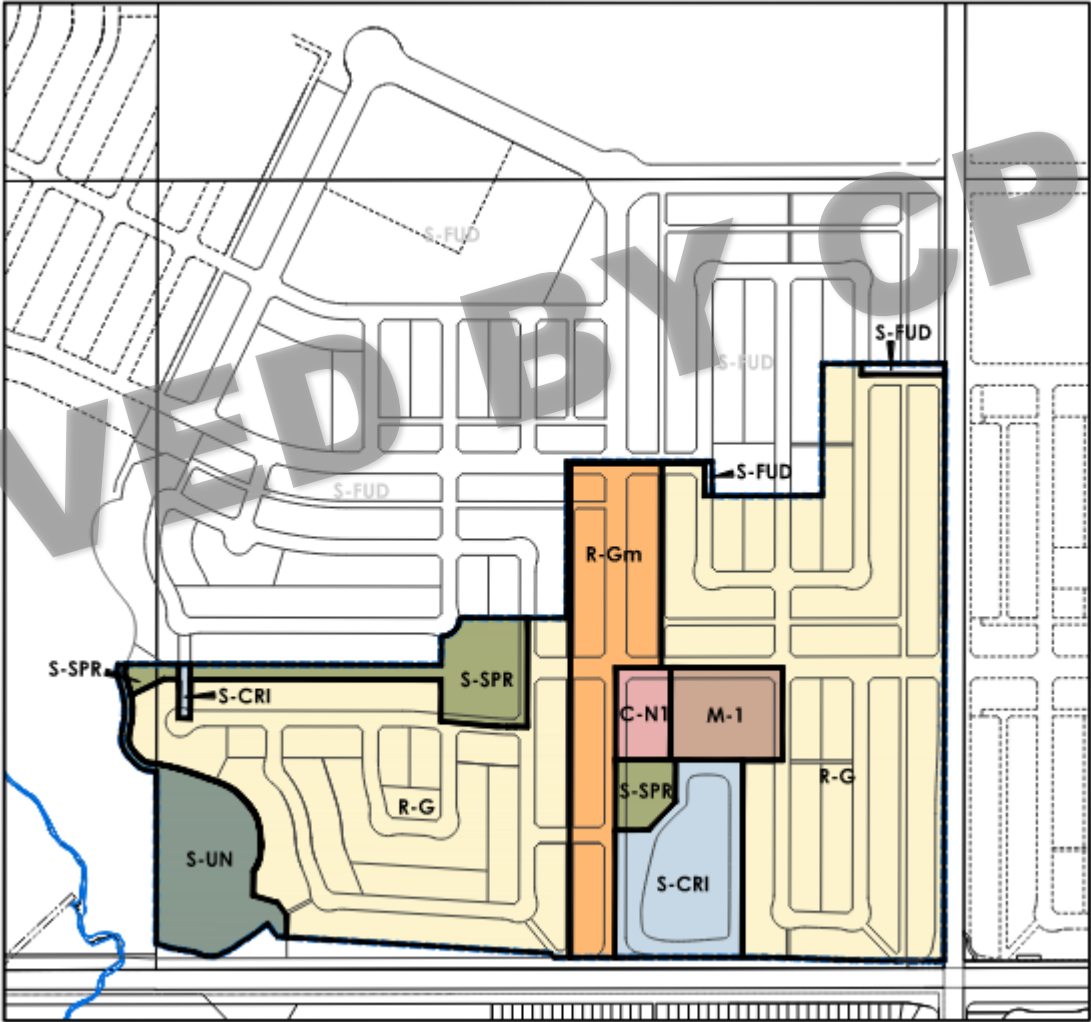 VED BY CP
S-FUD
S-FUD
S-FUD
S-FUD
S-FUD
R-Gm
S-SPR
S-CRI
S-SPR
C-N1
M-1
S-SPR
R-G
R-G
S-UN
S-CRI